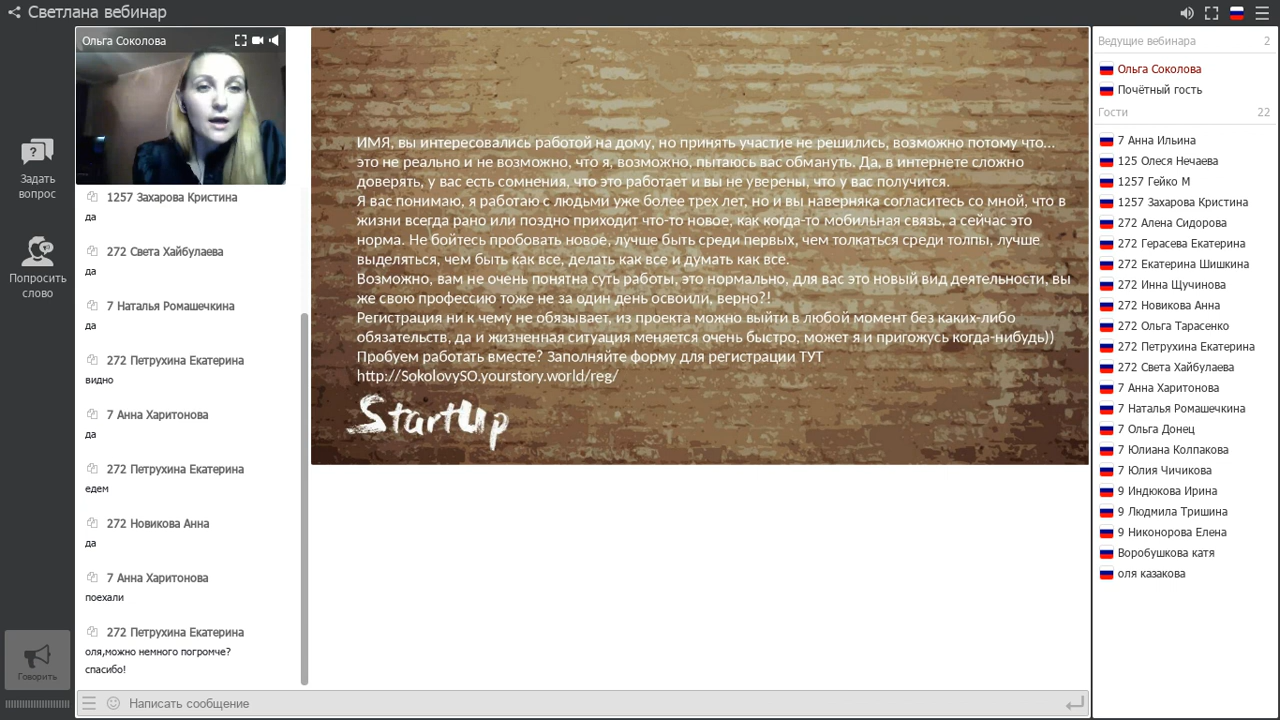 Светлана вебинар
Ольга Соколова
Задать
вопрос
Попросить
слово
Говорить
1257 Захарова Кристина
да
272 Света Хайбулаева
да
7 Наталья Ромашечкина
да
272 Петрухина Екатерина
видно
7 Анна Харитонова
да
272 Петрухина Екатерина
едем
272 Новикова Анна
да
7 Анна Харитонова
поехали
272 Петрухина Екатерина
оля,можно немного погромче?
спасибо!
Написать сообщение
ИМЯ, вы интересовались работой на дому, но принять участие не решились, возможно потому что…
это не реально и не возможно, что я, возможно, пытаюсь вас обмануть. Да, в интернете сложно
доверять, у вас есть сомнения, что это работает и вы не уверены, что у вас получится.
Я вас понимаю, я работаю с людьми уже более трех лет, но и вы наверняка согласитесь со мной, что в
жизни всегда рано или поздно приходит что-то новое, как когда-то мобильная связь, а сейчас это
норма. Не бойтесь пробовать новое, лучше быть среди первых, чем толкаться среди толпы, лучше
выделяться, чем быть как все, делать как все и думать как все.
Возможно, вам не очень понятна суть работы, это нормально, для вас это новый вид деятельности, вы
же свою профессию тоже не за один день освоили, верно?!
Регистрация ни к чему не обязывает, из проекта можно выйти в любой момент без каких-либо
обязательств, да и жизненная ситуация меняется очень быстро, может я и пригожусь когда-нибудь))
Пробуем работать вместе? Заполняйте форму для регистрации ТУТ
http://SokolovySO.yourstory.world/reg/
StartUp
Ведущие вебинара 2
Ольга Соколова
Почётный гость
Гости 22
7 Анна Ильина
125 Олеся Нечаева
1257 Гейко М
1257 Захарова Кристина
272 Алена Сидорова
272 Герасева Екатерина
272 Екатерина Шишкина
272 Инна Щучинова
272 Новикова Анна
272 Ольга Тарасенко
272 Петрухина Екатерина
272 Света Хайбулаева
7 Анна Харитонова
7 Наталья Ромашечкина
7 Ольга Донец
7 Юлиана Колпакова
7 Юлия Чичикова
9 Индюкова Ирина
9 Людмила Тришина
9 Никонорова Елена
Воробушкова катя
оля казакова